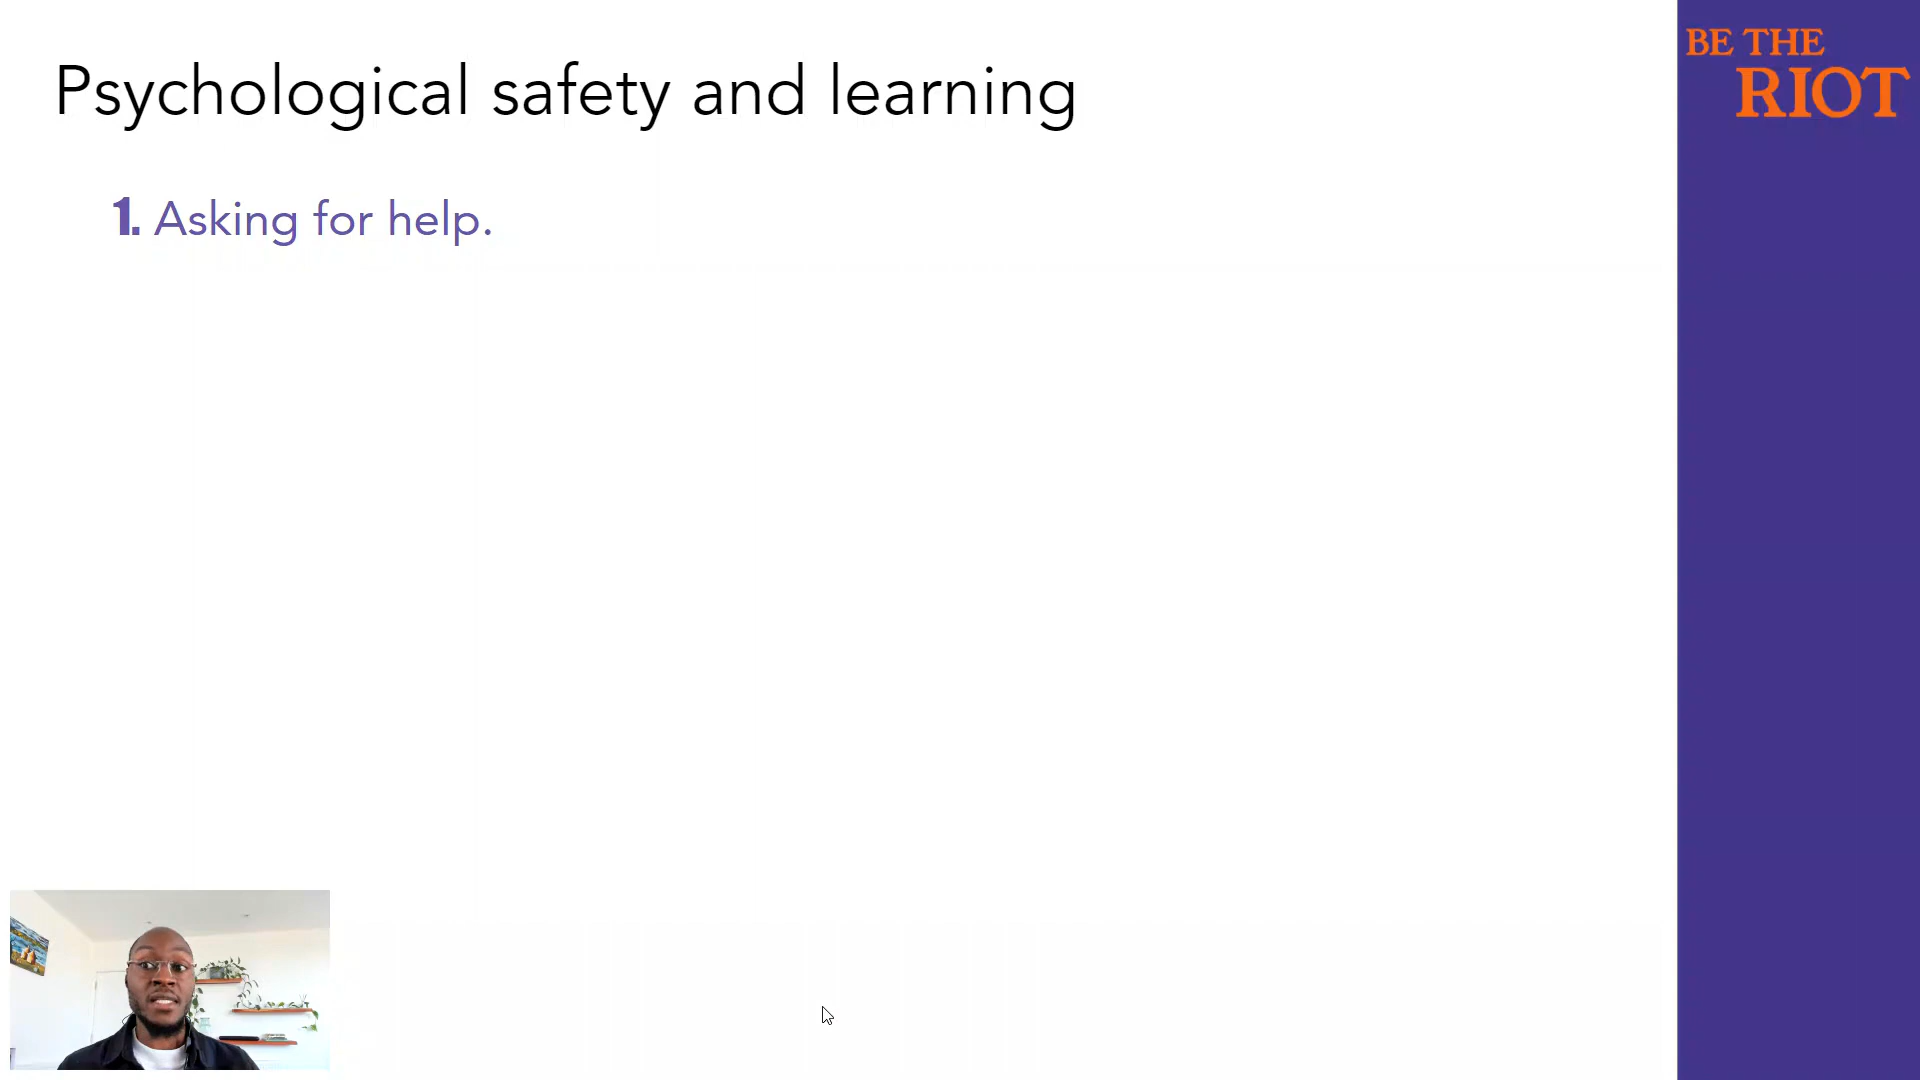 Psychological safety and learning
BE THE
RIOT
1. Asking for help.